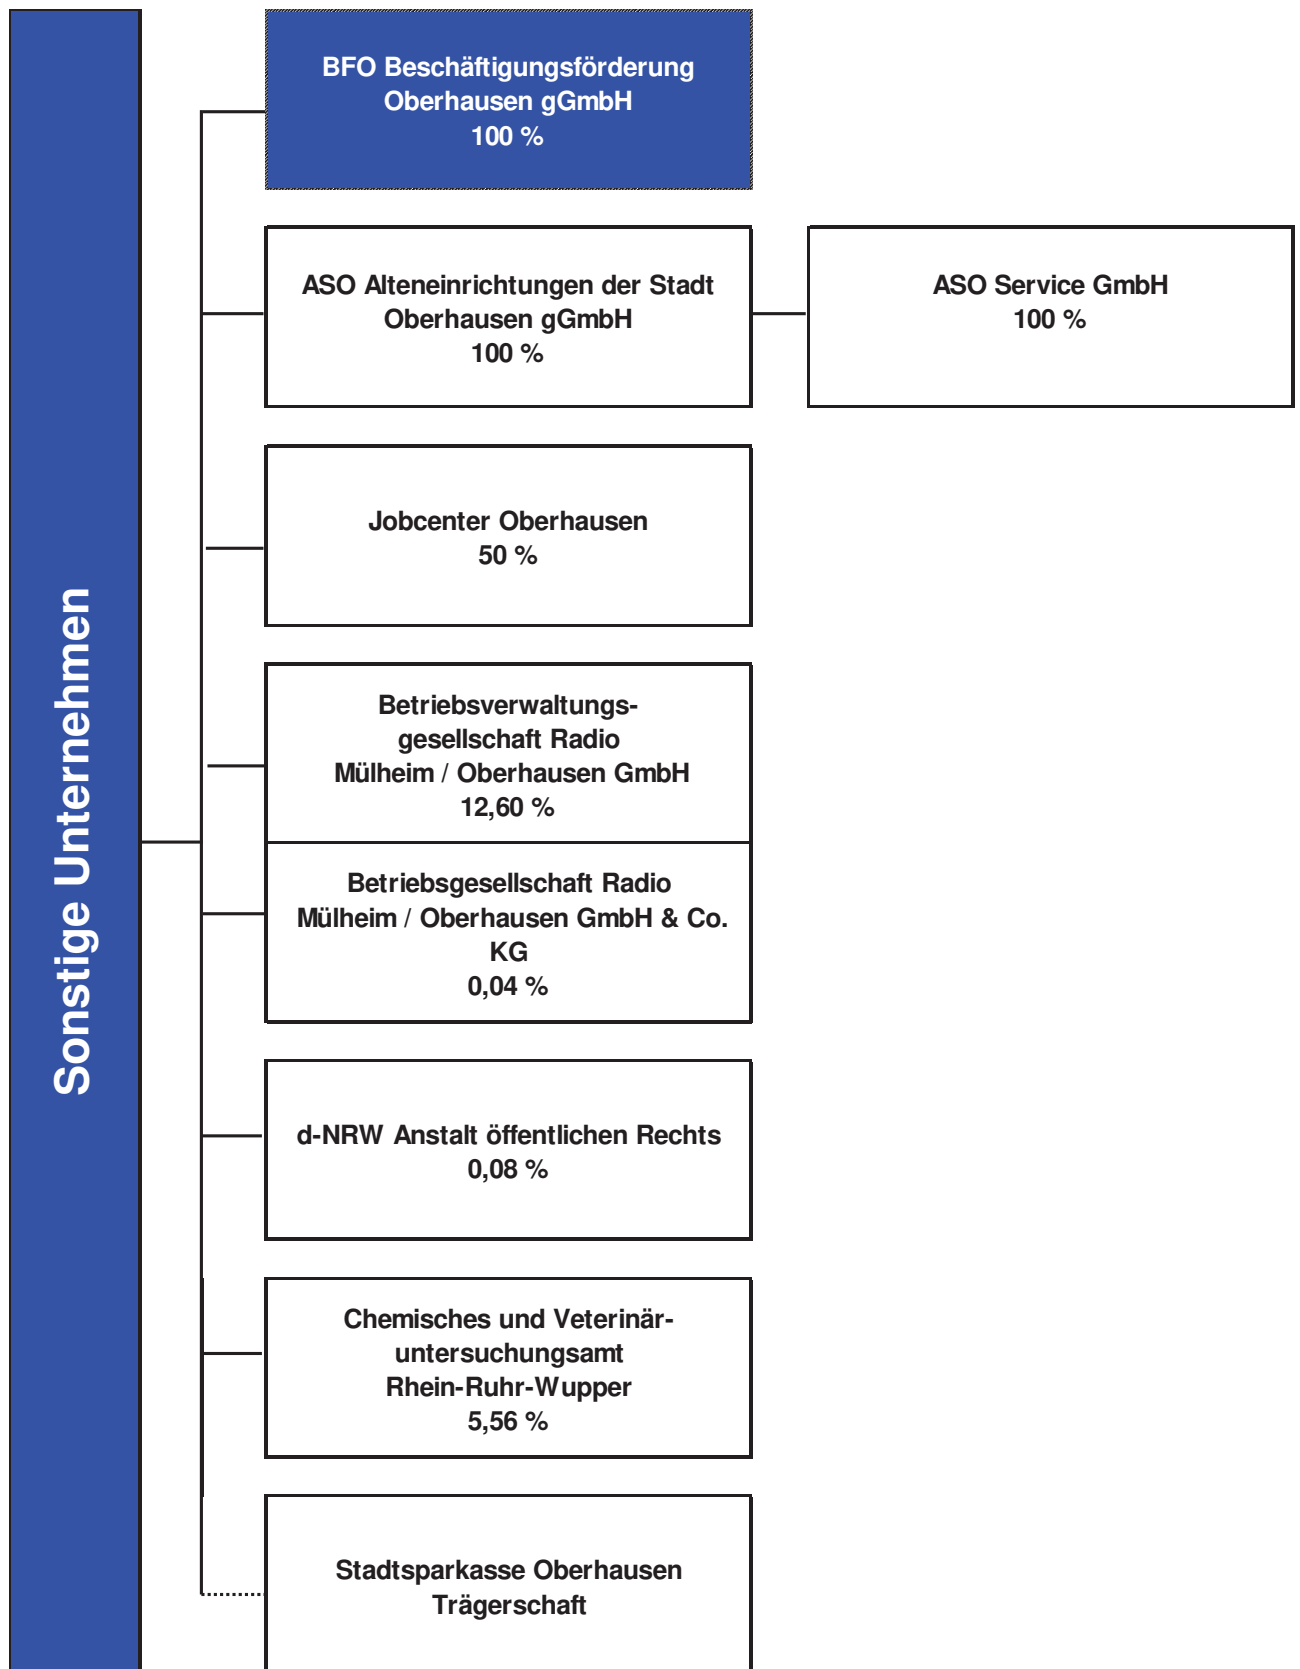 Sonstige Unternehmen
BFO Beschäftigungsförderung
Oberhausen gGmbH
100 %
ASO Alteneinrichtungen der Stadt
Oberhausen gGmbH
100 %
ASO Service GmbH
100 %
Jobcenter Oberhausen
50 %
Betriebsverwaltungs-
gesellschaft Radio
Mülheim / Oberhausen GmbH
12,60 %
Betriebsgesellschaft Radio
Mülheim / Oberhausen GmbH & Co.
KG
0,04 %
d-NRW Anstalt öffentlichen Rechts
0,08 %
Chemisches und Veterinär-
untersuchungsamt
Rhein-Ruhr-Wupper
5,56 %
Stadtsparkasse Oberhausen
Trägerschaft